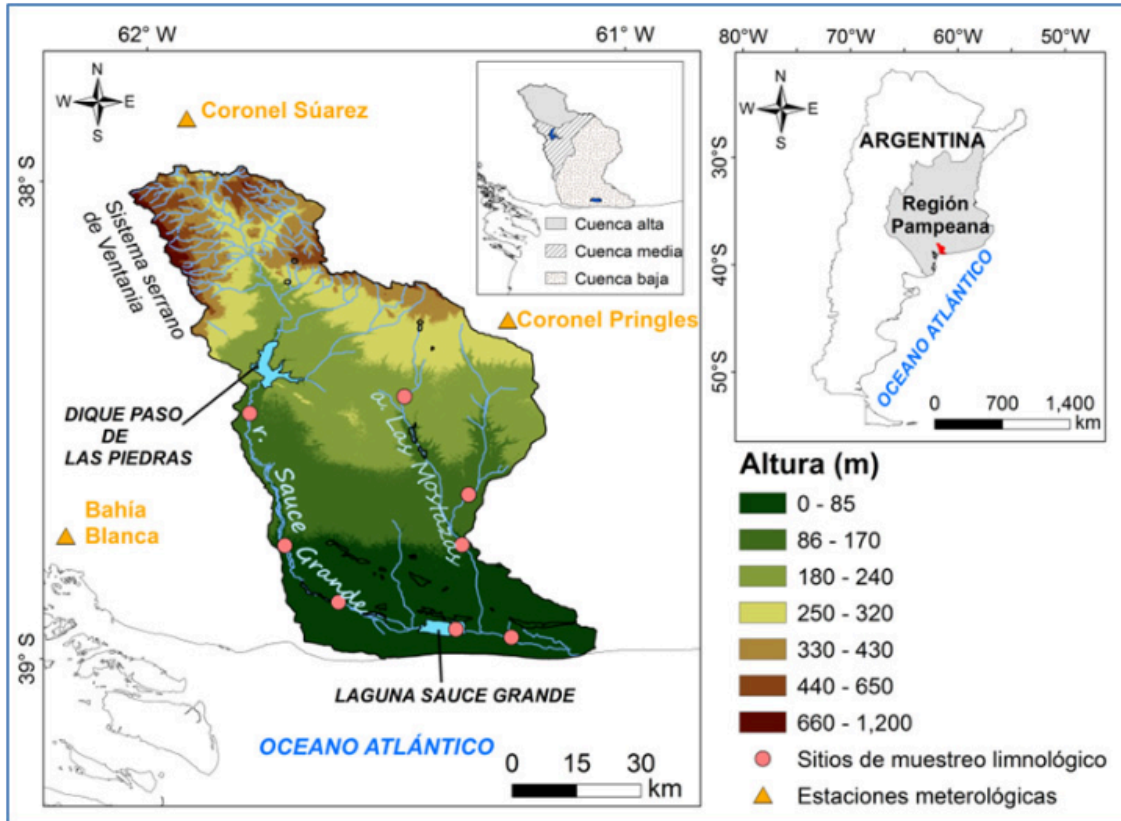 62° W
61° W
N
W E
S
Coronel Súarez
38° S
Sistema serrano
de Ventania
Cuenca alta
Cuenca media
Cuenca baja
Coronel Pringles
DIQUE PASO
DE
LAS PIEDRAS
r. Sauce Grande
a. Las Mostazas
Bahía
Blanca
39° S
LAGUNA SAUCE GRANDE
OCEANO ATLÁNTICO
0 15 30
km
80°W 70°W 60°W 50°W
N
W E
S
ARGENTINA
30°S
Región
Pampeana
40°S
50°S
OCEANO ATLÁNTICO
0 700 1,400
km
Altura (m)
0 - 85
86 - 170
180 - 240
250 - 320
330 - 430
440 - 650
660 - 1,200
Sitios de muestreo limnológico
Estaciones meterológicas